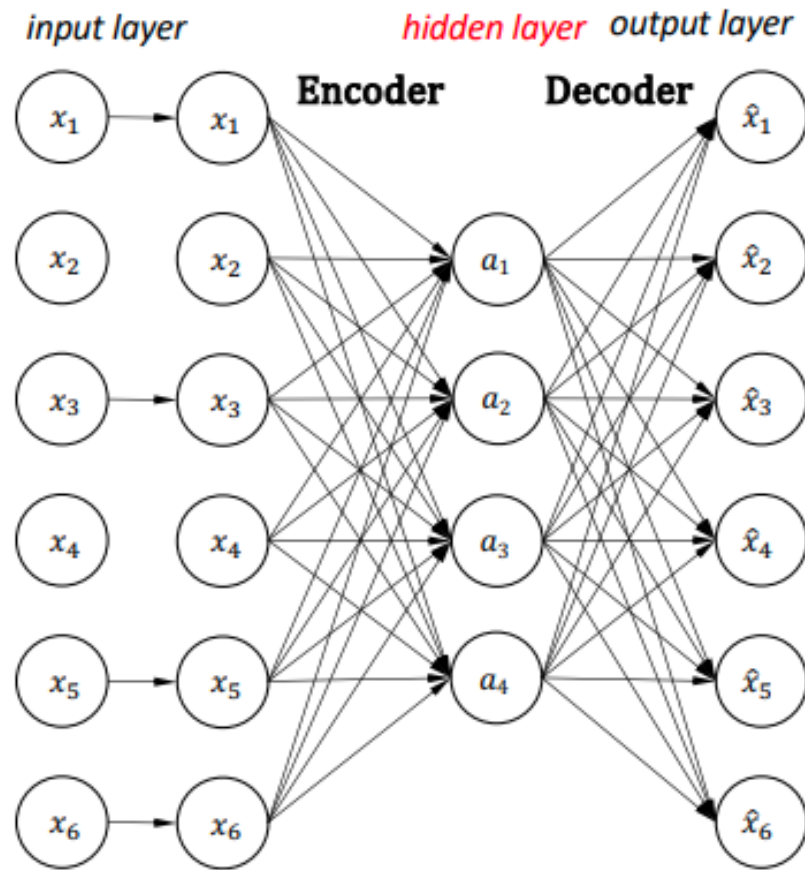 input layer hidden layer output layer
Encoder Decoder
x₁ x₁ x̂₁
x₂ x₂ a₁ x̂₂
x₃ x₃ a₂ x̂₃
x₄ x₄ a₃ x̂₄
x₅ x₅ a₄ x̂₅
x₆ x₆ x̂₆